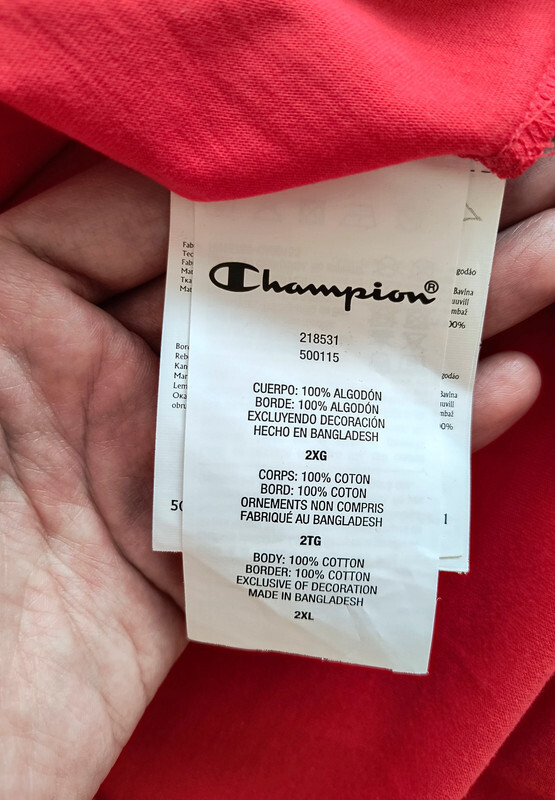 Champion®
218531
500115
CUERPO: 100% ALGODÓN
BORDE: 100% ALGODÓN
EXCLUYENDO DECORACIÓN
HECHO EN BANGLADESH
2XG
CORPS: 100% COTON
BORD: 100% COTON
ORNEMENTS NON COMPRIS
FABRIQUÉ AU BANGLADESH
2TG
BODY: 100% COTTON
BORDER: 100% COTTON
EXCLUSIVE OF DECORATION
MADE IN BANGLADESH
2XL